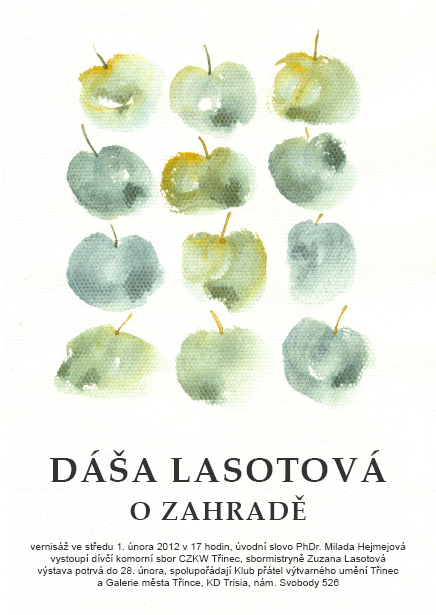 DÁŠA LASOTOVÁ
O ZAHRADĚ
vernisáž ve středu 1. února 2012 v 17 hodin, úvodní slovo PhDr. Milada Hejmejová
vystoupí dívčí komorní sbor CZKW Třinec, sbormistryně Zuzana Lasotová
výstava potrvá do 28. února, spolupořádají Klub přátel výtvarného umění Třinec
a Galerie města Třince, KD Trisia, nám. Svobody 526